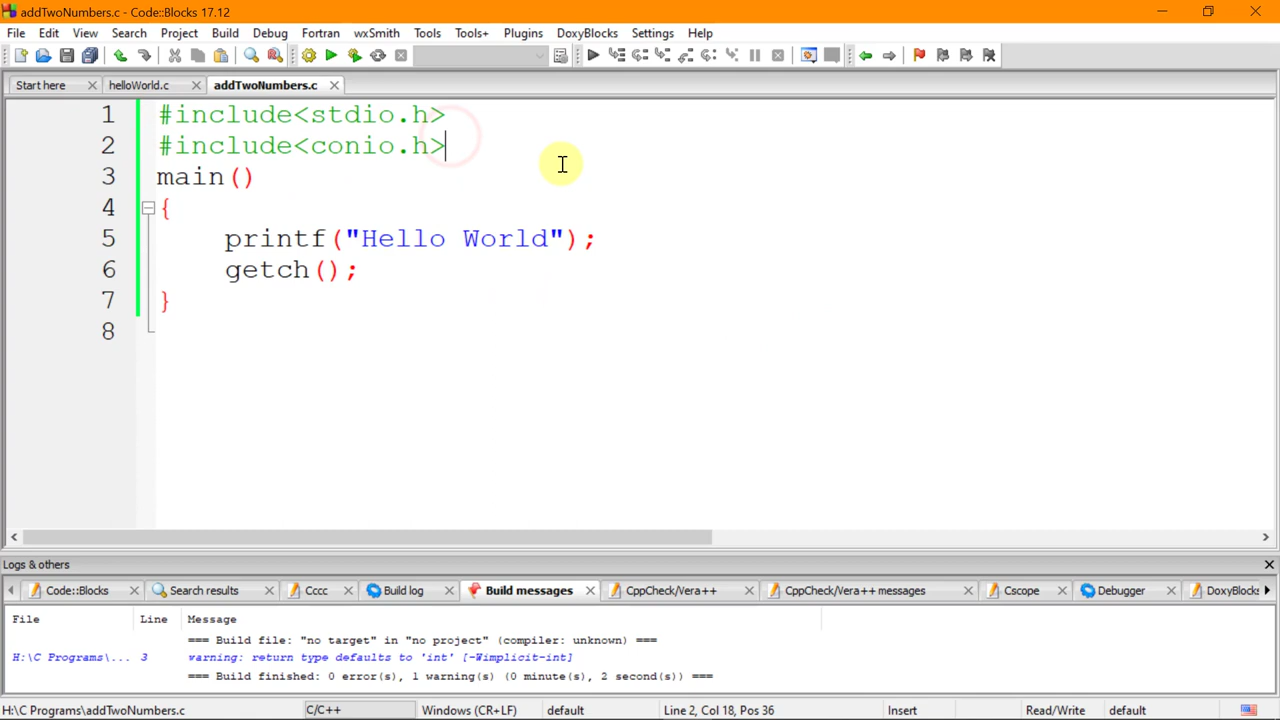 addTwoNumbers.c - Code::Blocks 17.12
File Edit View Search Project Build Debug Fortran wxSmith Tools Tools+ Plugins DoxyBlocks Settings Help
Start here helloWorld.c addTwoNumbers.c
1 #include<stdio.h>
2 #include<conio.h>
3 main()
4 {
5 printf("Hello World");
6 getch();
7 }
8
Logs & others
Code::Blocks Search results Cccc Build log Build messages CppCheck/Vera++ CppCheck/Vera++ messages Cscope Debugger DoxyBlocks
File Line Message
=== Build file: "no target" in "no project" (compiler: unknown) ===
H:\C Programs\... 3 warning: return type defaults to 'int' [-Wimplicit-int]
=== Build finished: 0 error(s), 1 warning(s) (0 minute(s), 2 second(s)) ===
H:\C Programs\addTwoNumbers.c C/C++ Windows (CR+LF) default Line 2, Col 18, Pos 36 Insert Read/Write default